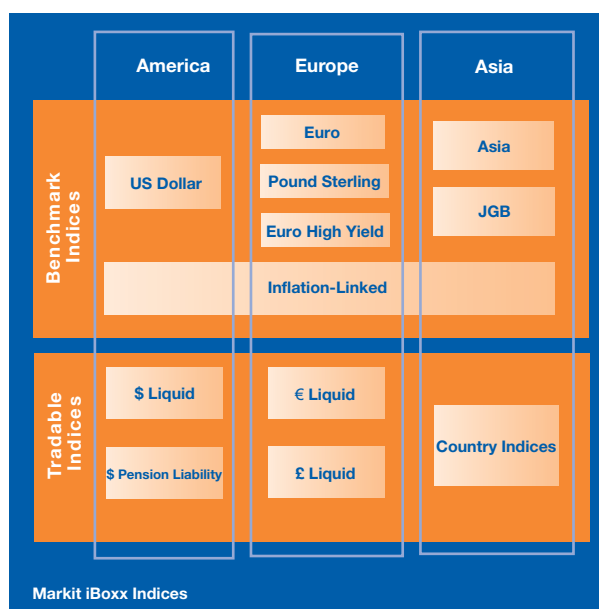 America
Europe
Asia
Benchmark
Indices
US Dollar
Euro
Pound Sterling
Euro High Yield
Asia
JGB
Inflation-Linked
Tradable
Indices
$ Liquid
$ Pension Liability
€ Liquid
£ Liquid
Country Indices
Markit iBoxx Indices